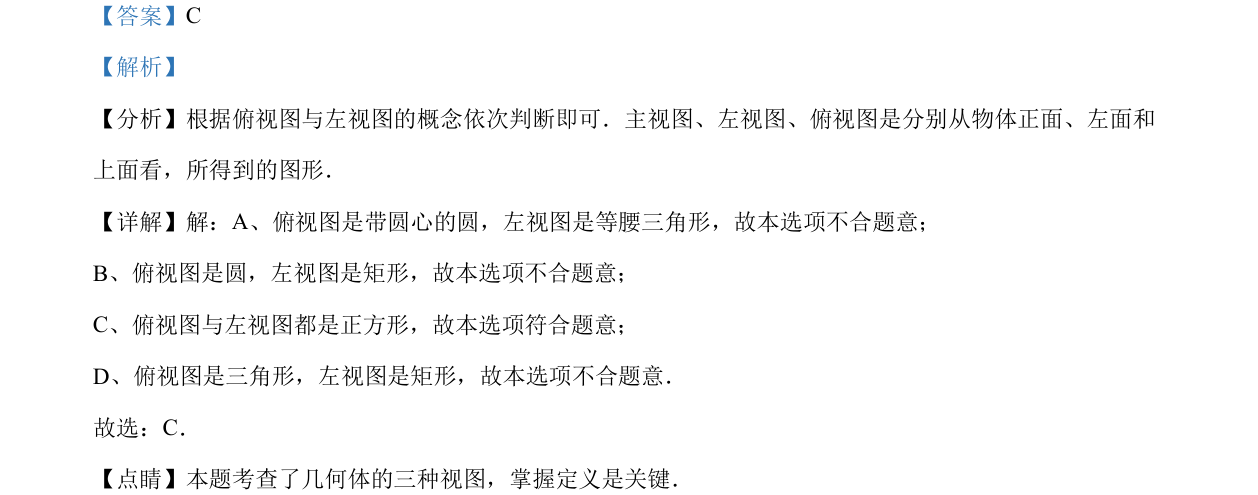 【答案】C
【解析】
【分析】根据俯视图与左视图的概念依次判断即可．主视图、左视图、俯视图是分别从物体正面、左面和
上面看，所得到的图形．
【详解】解：A、俯视图是带圆心的圆，左视图是等腰三角形，故本选项不合题意；
B、俯视图是圆，左视图是矩形，故本选项不合题意；
C、俯视图与左视图都是正方形，故本选项符合题意；
D、俯视图是三角形，左视图是矩形，故本选项不合题意．
故选：C．
【点睛】本题考查了几何体的三种视图，掌握定义是关键．